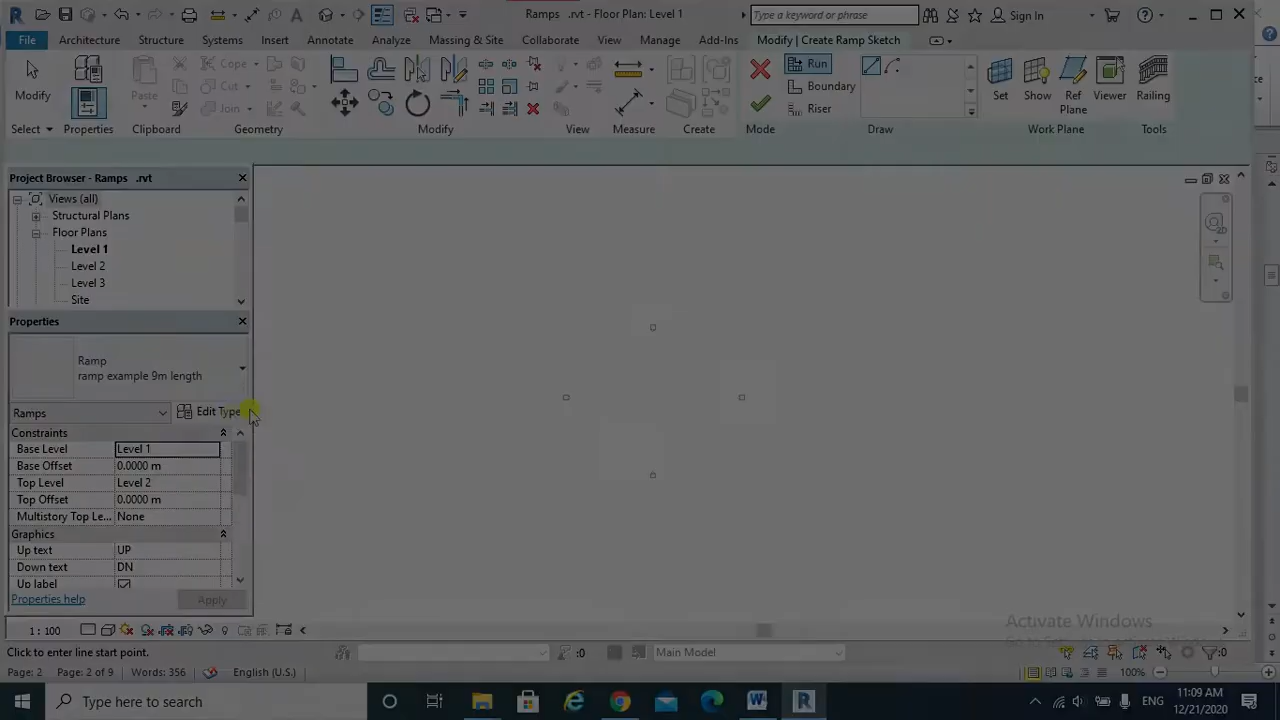 Ramps .rvt - Floor Plan: Level 1
Type a keyword or phrase
Sign In
File Architecture Structure Systems Insert Annotate Analyze Massing & Site Collaborate View Manage Add-Ins Modify | Create Ramp Sketch
Modify
Paste
Cope
Cut
Join
Run
Boundary
Riser
Set
Show
Ref Plane
Viewer
Railing
Select Properties Clipboard Geometry Modify View Measure Create Mode Draw Work Plane Tools
Project Browser - Ramps .rvt
Views (all)
Structural Plans
Floor Plans
Level 1
Level 2
Level 3
Site
Properties
Ramp
ramp example 9m length
Ramps
Edit Type
Constraints
Base Level Level 1
Base Offset 0.0000 m
Top Level Level 2
Top Offset 0.0000 m
Multistory Top Le... None
Graphics
Up text UP
Down text DN
Up label
Properties help
Apply
1 : 100
Activate Windows
Click to enter line start point.
:0
Main Model
:0
Page: 2 Page: 2 of 9 Words: 356 English (U.S.)
100%
Type here to search
ENG
11:09 AM
12/21/2020